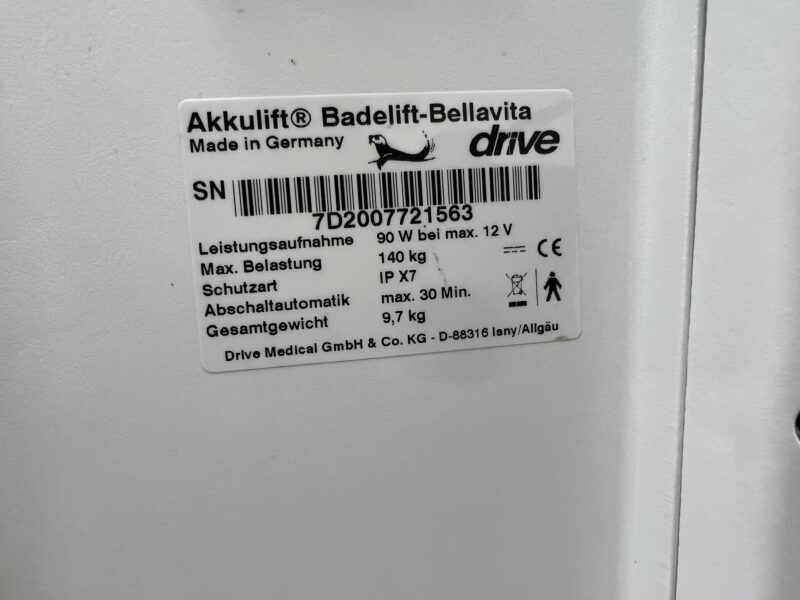 Akkulift® Badelift-Bellavita
Made in Germany
drive
SN
7D2007721563
Leistungsaufnahme 90 W bei max. 12 V
Max. Belastung 140 kg
Schutzart IP X7
Abschaltautomatik max. 30 Min.
Gesamtgewicht 9,7 kg
CE
Drive Medical GmbH & Co. KG - D-88316 Isny/Allgäu